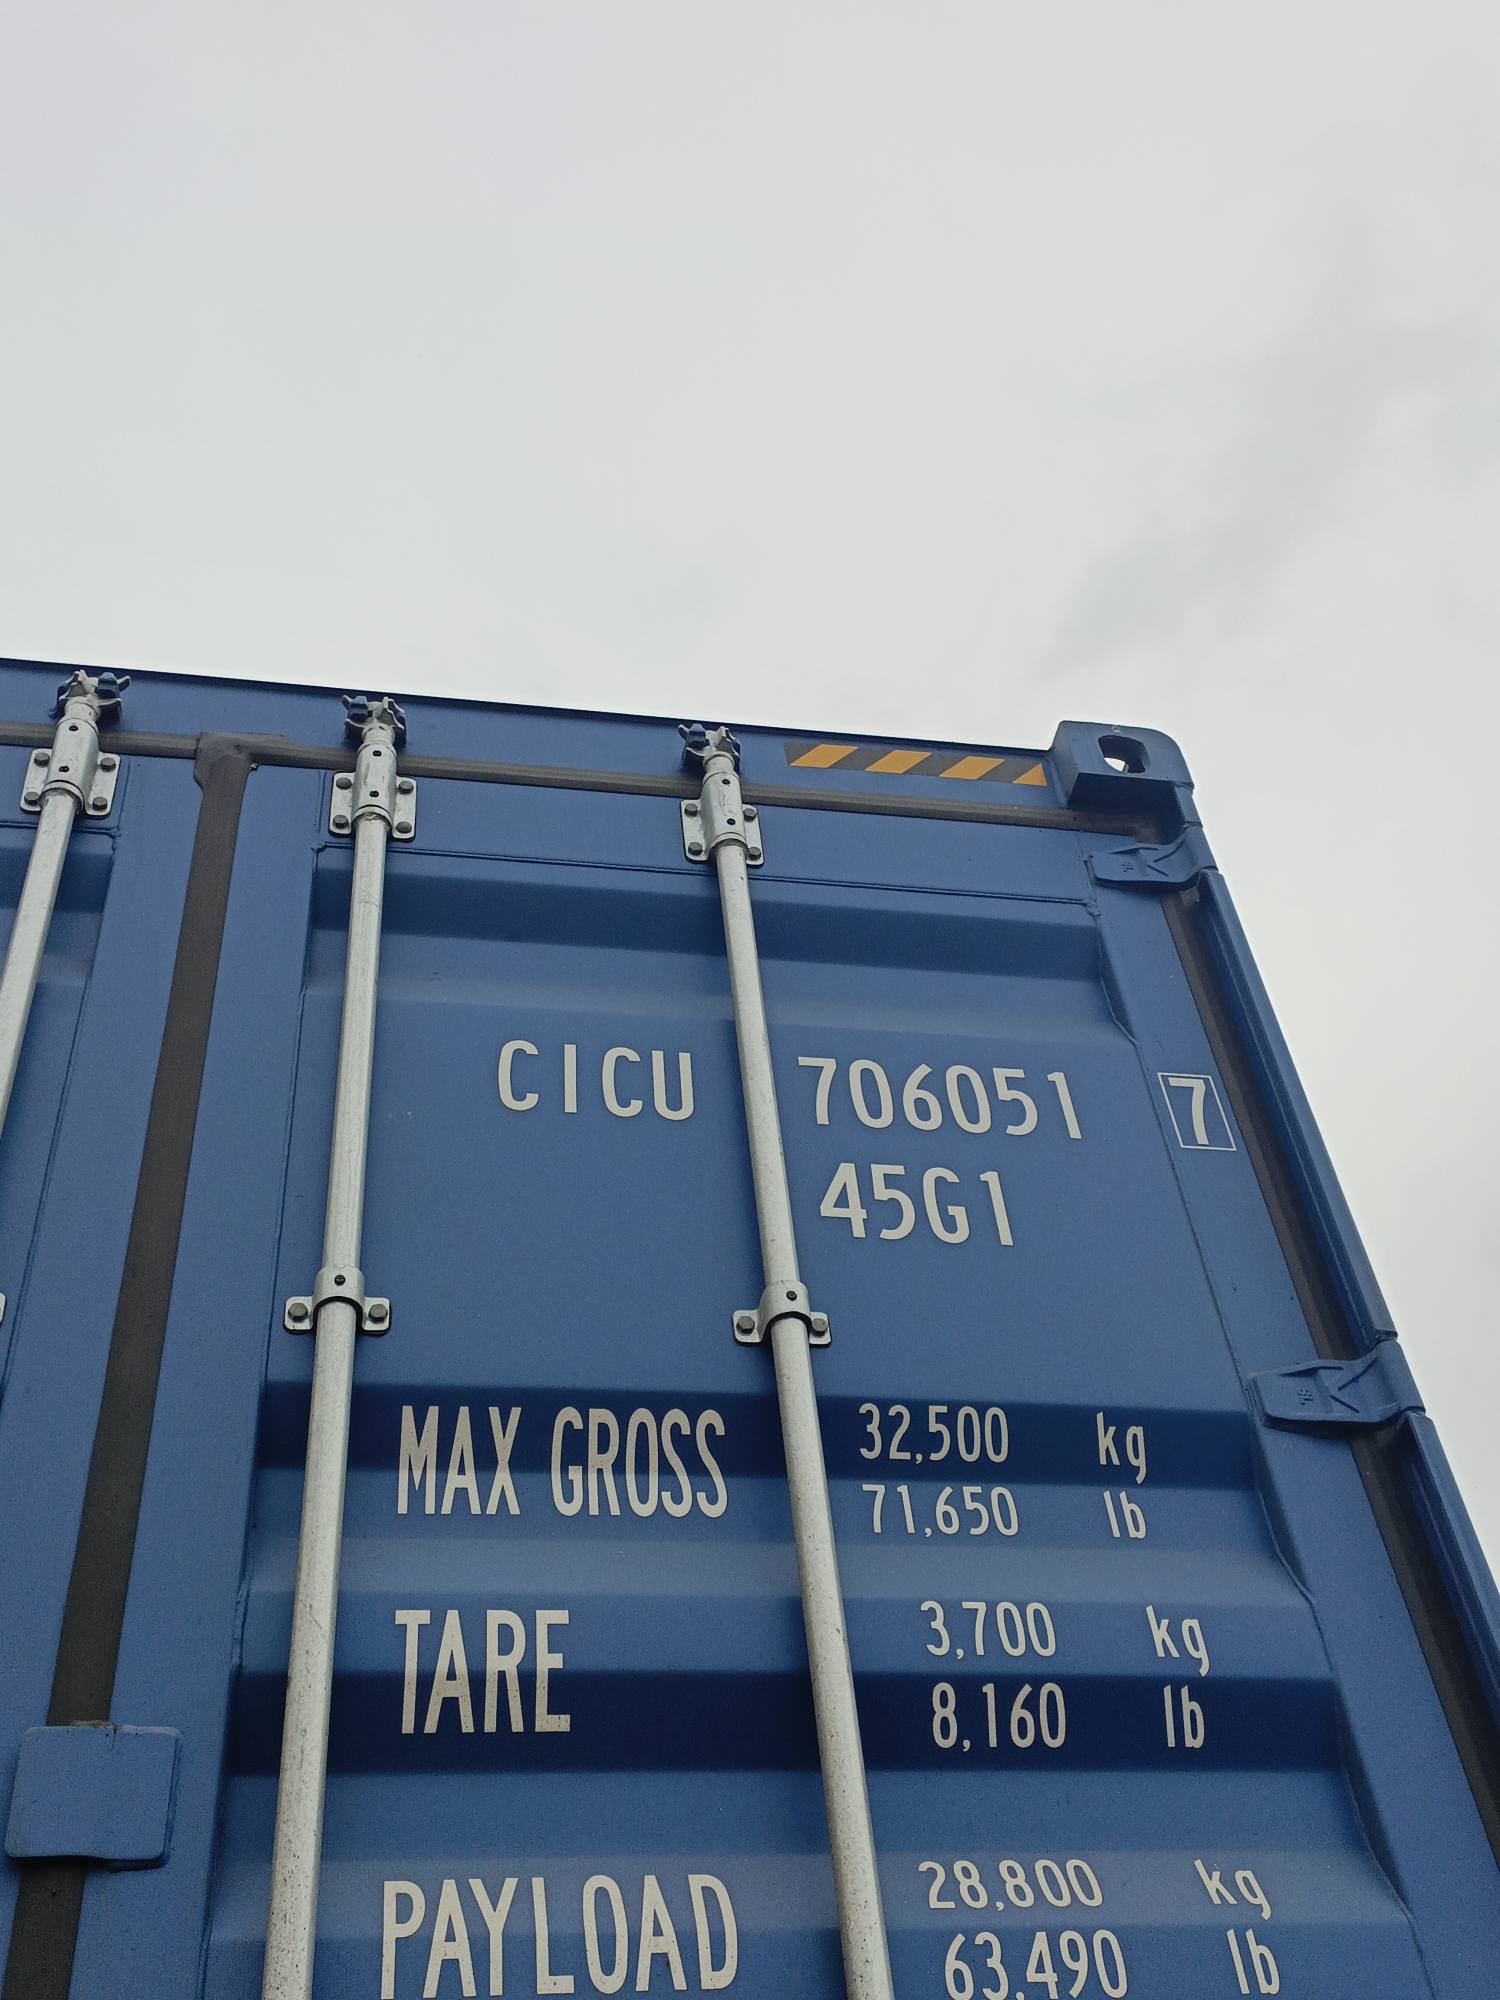 CICU 706051 7
45G1
MAX GROSS 32,500 kg
71,650 lb
TARE 3,700 kg
8,160 lb
PAYLOAD 28,800 kg
63,490 lb